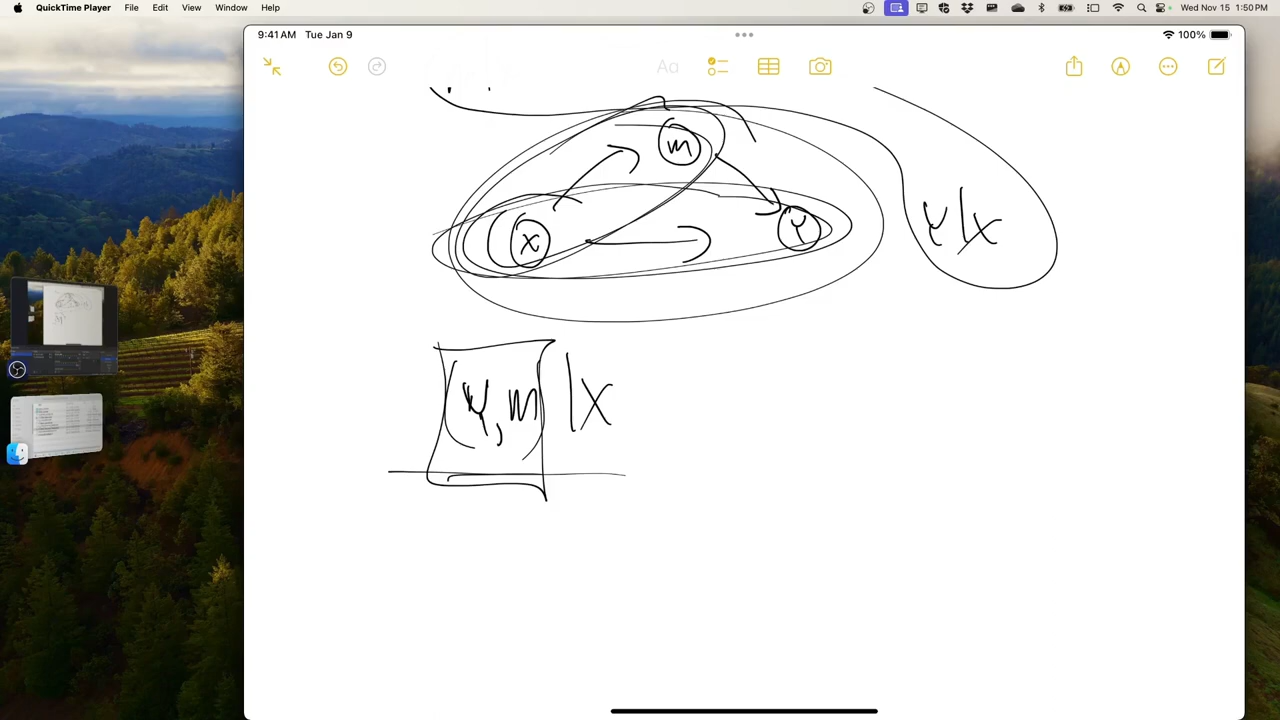 QuickTime Player File Edit View Window Help Wed Nov 15 1:50 PM
9:41 AM Tue Jan 9 100%
Aa
m
X Y
Y|X
(Y,m) |X